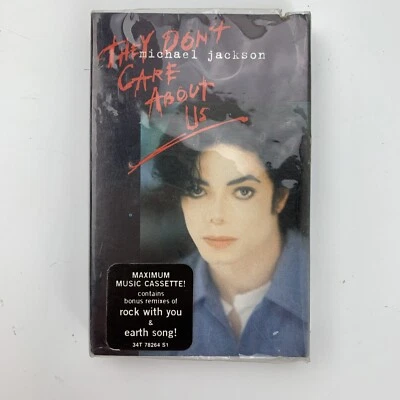 THEY DON'T
michael jackson
CARE
ABOUT
US
MAXIMUM
MUSIC CASSETTE!
contains
bonus remixes of
rock with you
&
earth song!
34T 78264 S1